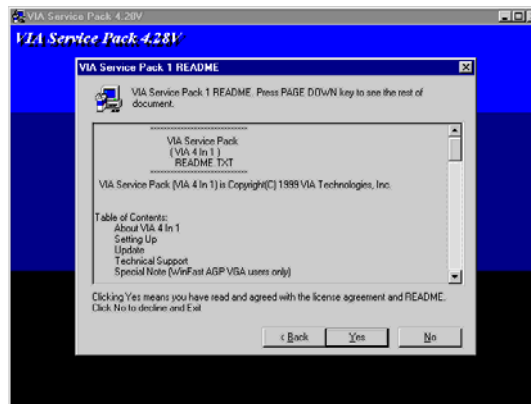 VIA Service Pack 4.28V
VIA Service Pack 4.28V
VIA Service Pack 1 README
VIA Service Pack 1 README. Press PAGE DOWN key to see the rest of
document.
VIA Service Pack
( VIA 4 In 1 )
README.TXT
VIA Service Pack (VIA 4 In 1) is Copyright(C) 1999 VIA Technologies, Inc.
Table of Contents:
About VIA 4 In 1
Setting Up
Update
Technical Support
Special Note (WinFast AGP VGA users only)
Clicking Yes means you have read and agreed with the license agreement and README.
Click No to decline and Exit
< Back
Yes
No